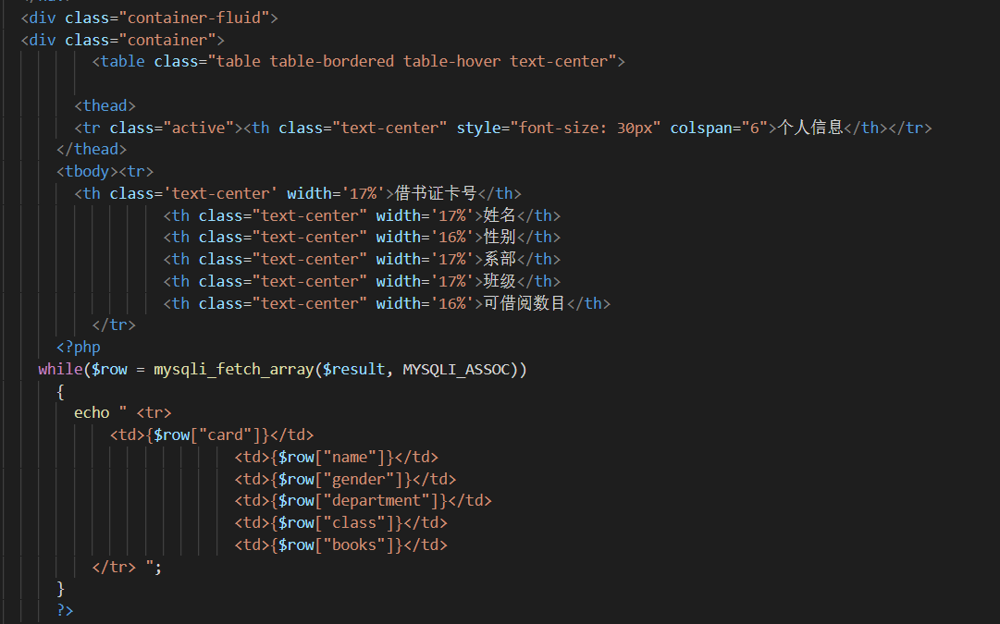 <div class="container-fluid">
<div class="container">
<table class="table table-bordered table-hover text-center">
<thead>
<tr class="active"><th class="text-center" style="font-size: 30px" colspan="6">个人信息</th></tr>
</thead>
<tbody><tr>
<th class='text-center' width='17%'>借书证卡号</th>
<th class="text-center" width='17%'>姓名</th>
<th class="text-center" width='16%'>性别</th>
<th class="text-center" width='17%'>系部</th>
<th class="text-center" width='17%'>班级</th>
<th class="text-center" width='16%'>可借阅数目</th>
</tr>
<?php
while($row = mysqli_fetch_array($result, MYSQLI_ASSOC))
{
echo " <tr>
<td>{$row["card"]}</td>
<td>{$row["name"]}</td>
<td>{$row["gender"]}</td>
<td>{$row["department"]}</td>
<td>{$row["class"]}</td>
<td>{$row["books"]}</td>
</tr> ";
}
?>